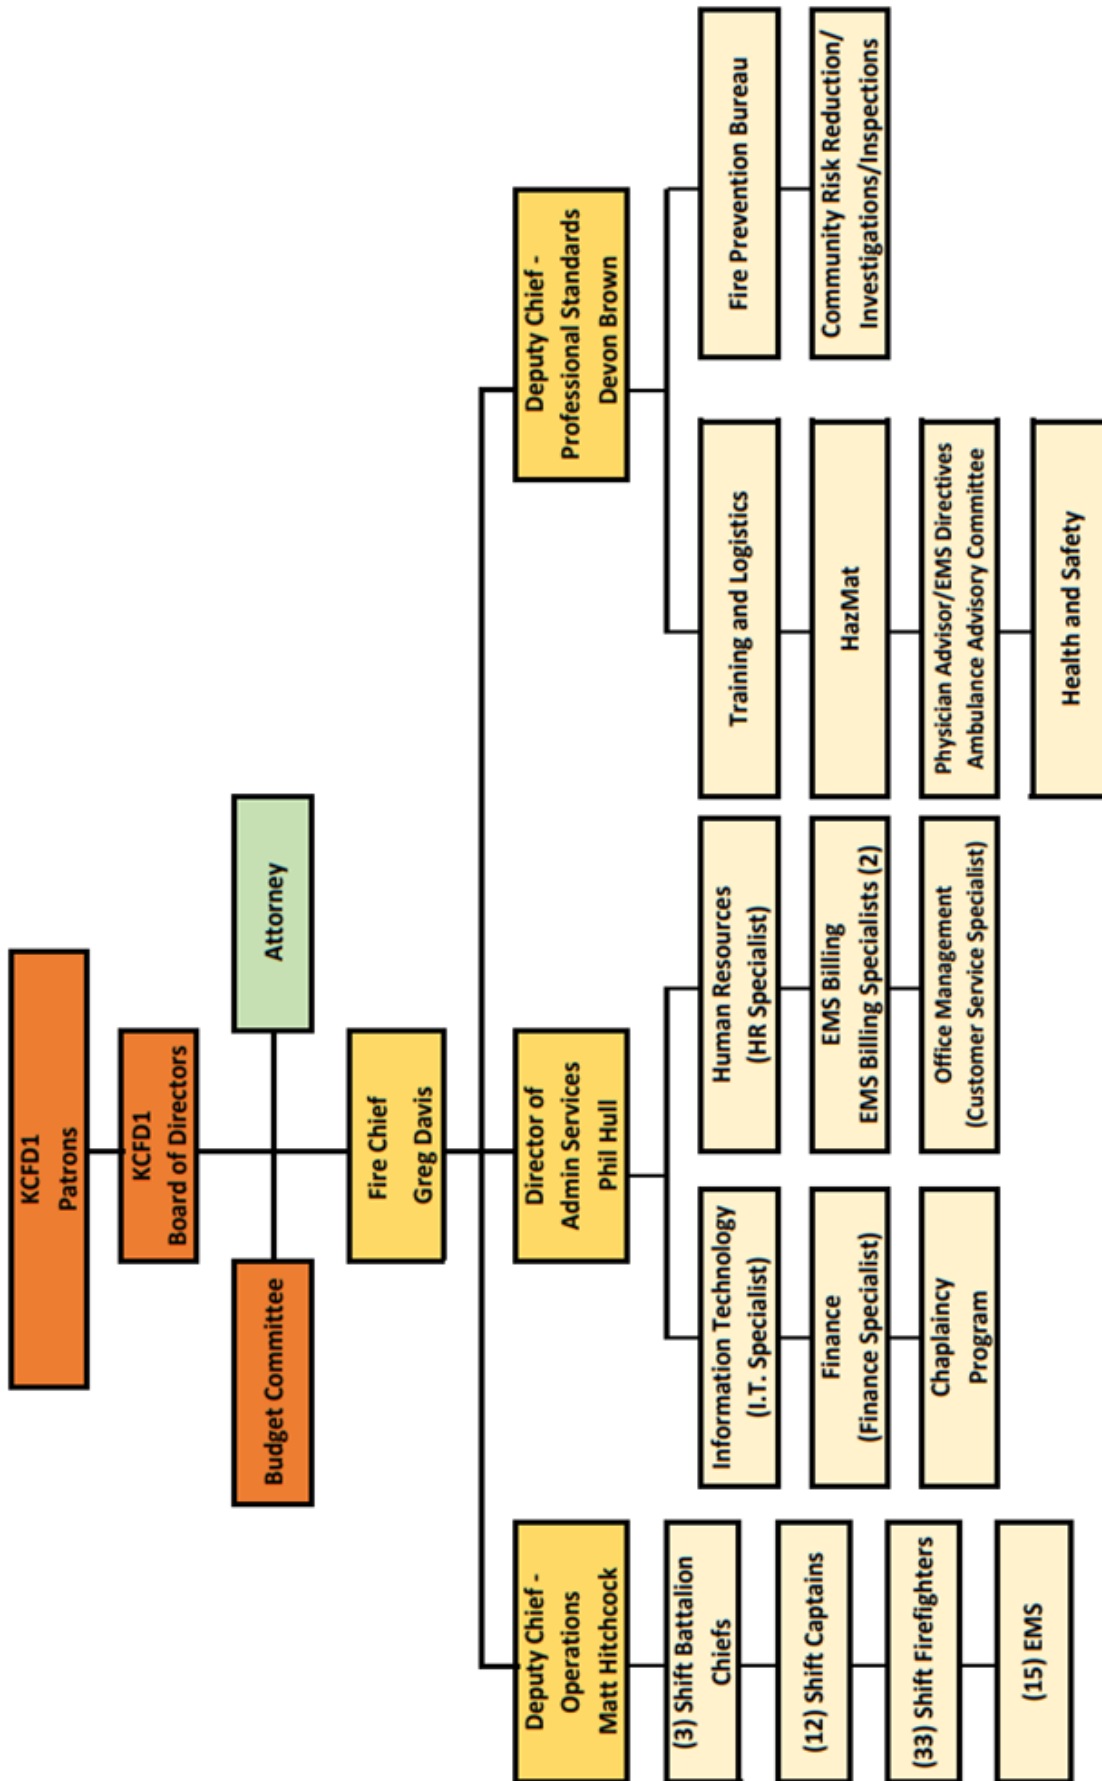 KCFD1
Patrons
KCFD1
Board of Directors
Budget Committee
Attorney
Fire Chief
Greg Davis
Deputy Chief -
Operations
Matt Hitchcock
Director of
Admin Services
Phil Hull
Deputy Chief -
Professional Standards
Devon Brown
(3) Shift Battalion
Chiefs
(12) Shift Captains
(33) Shift Firefighters
(15) EMS
Information Technology
(I.T. Specialist)
Finance
(Finance Specialist)
Chaplaincy
Program
Human Resources
(HR Specialist)
EMS Billing
EMS Billing Specialists (2)
Office Management
(Customer Service Specialist)
Training and Logistics
HazMat
Physician Advisor/EMS Directives
Ambulance Advisory Committee
Health and Safety
Fire Prevention Bureau
Community Risk Reduction/
Investigations/Inspections